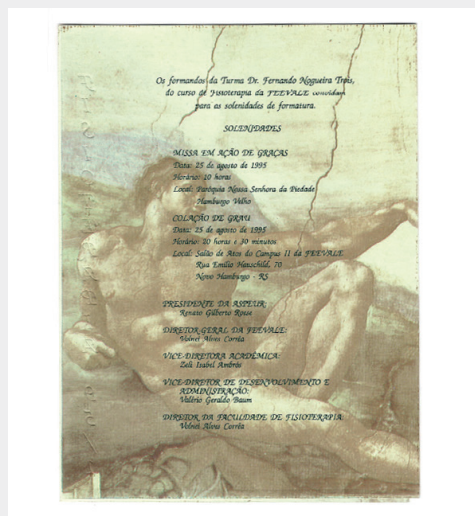 Os formandos da Turma Dr. Fernando Nogueira Trois,
do curso de Fisioterapia da FEEVALE convidam
para as solenidades de formatura.
SOLENIDADES
MISSA EM AÇÃO DE GRAÇAS
Data: 25 de agosto de 1995
Horário: 10 horas
Local: Paróquia Nossa Senhora da Piedade
Hamburgo Velho
COLAÇÃO DE GRAU
Data: 25 de agosto de 1995
Horário: 20 horas e 30 minutos
Local: Salão de Atos do Campus II da FEEVALE
Rua Emílio Hauschild, 70
Novo Hamburgo - RS
PRESIDENTE DA ASPEUR:
Renato Gilberto Rosse
DIRETOR-GERAL DA FEEVALE:
Volnei Alves Corrêa
VICE-DIRETORA ACADÊMICA:
Zeli Isabel Ambrós
VICE-DIRETOR DE DESENVOLVIMENTO E
ADMINISTRAÇÃO:
Valério Geraldo Baum
DIRETOR DA FACULDADE DE FISIOTERAPIA:
Volnei Alves Corrêa